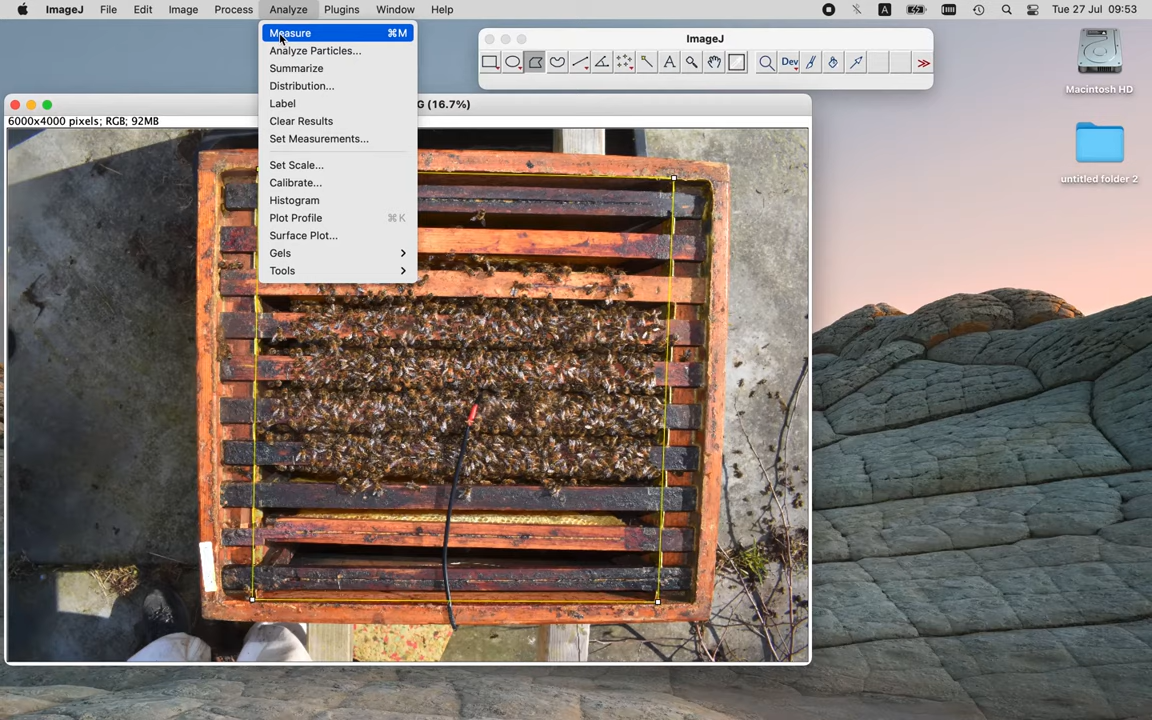 ImageJ File Edit Image Process Analyze Plugins Window Help A Tue 27 Jul 09:53
Measure ⌘M
Analyze Particles...
Summarize
Distribution...
Label
Clear Results
Set Measurements...
Set Scale...
Calibrate...
Histogram
Plot Profile ⌘K
Surface Plot...
Gels
Tools
ImageJ
A Dev
G (16.7%)
6000x4000 pixels; RGB; 92MB
Macintosh HD
untitled folder 2